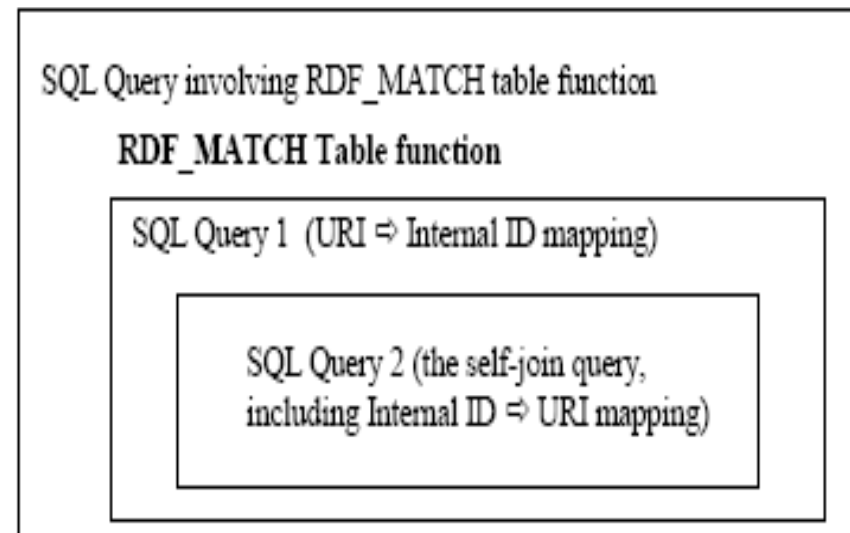 SQL Query involving RDF_MATCH table function
RDF_MATCH Table function
SQL Query 1 (URI ⇨ Internal ID mapping)
SQL Query 2 (the self-join query,
including Internal ID ⇨ URI mapping)